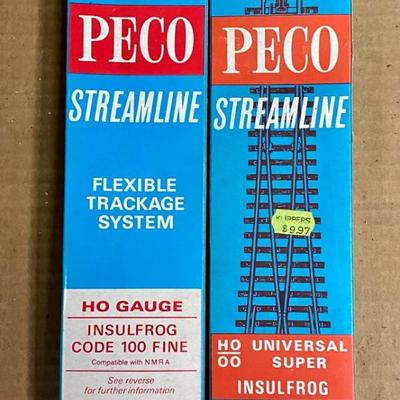 PECO
STREAMLINE
FLEXIBLE
TRACKAGE
SYSTEM
HO GAUGE
INSULFROG
CODE 100 FINE
Compatible with NMRA
See reverse
for further information
PECO
STREAMLINE
KLIPPERS
$9.97
HO
OO
UNIVERSAL
SUPER
INSULFROG